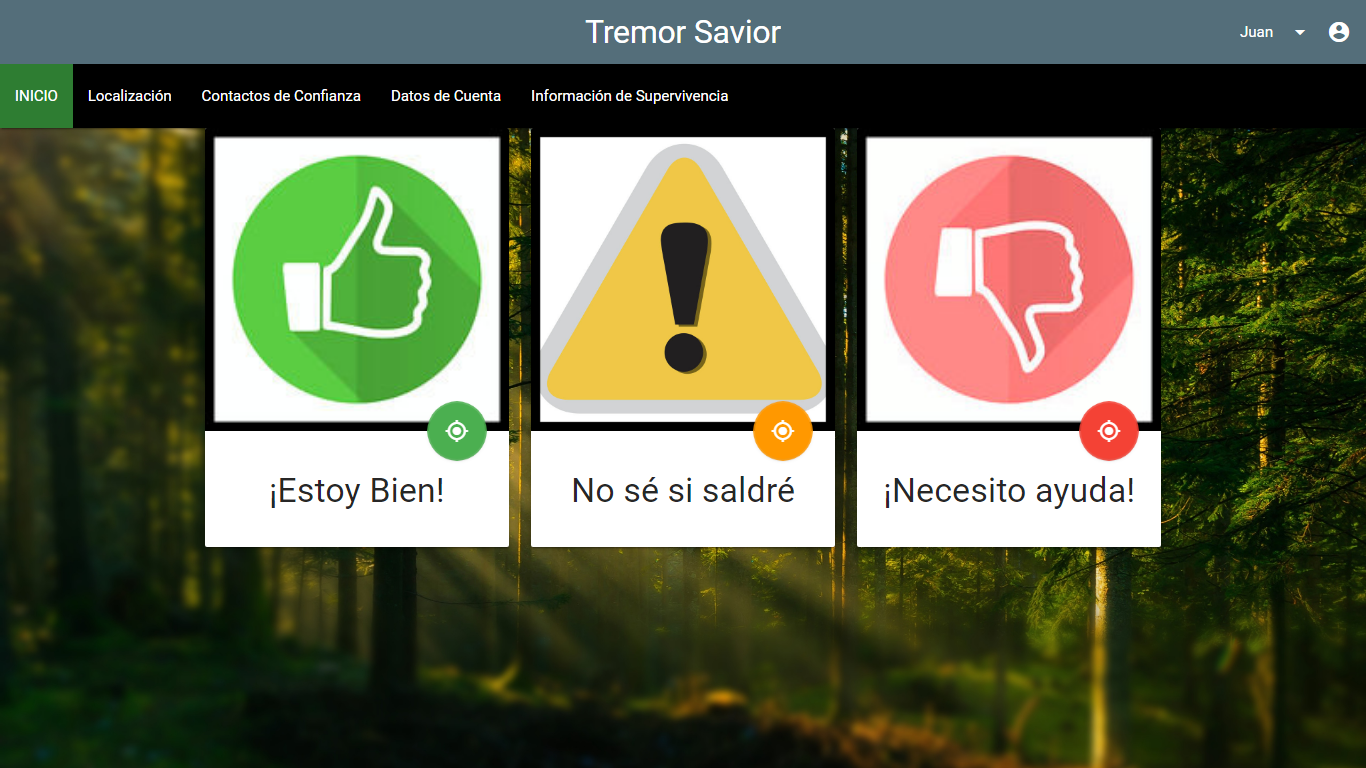 Tremor Savior
Juan
INICIO
Localización
Contactos de Confianza
Datos de Cuenta
Información de Supervivencia
¡Estoy Bien!
No sé si saldré
¡Necesito ayuda!